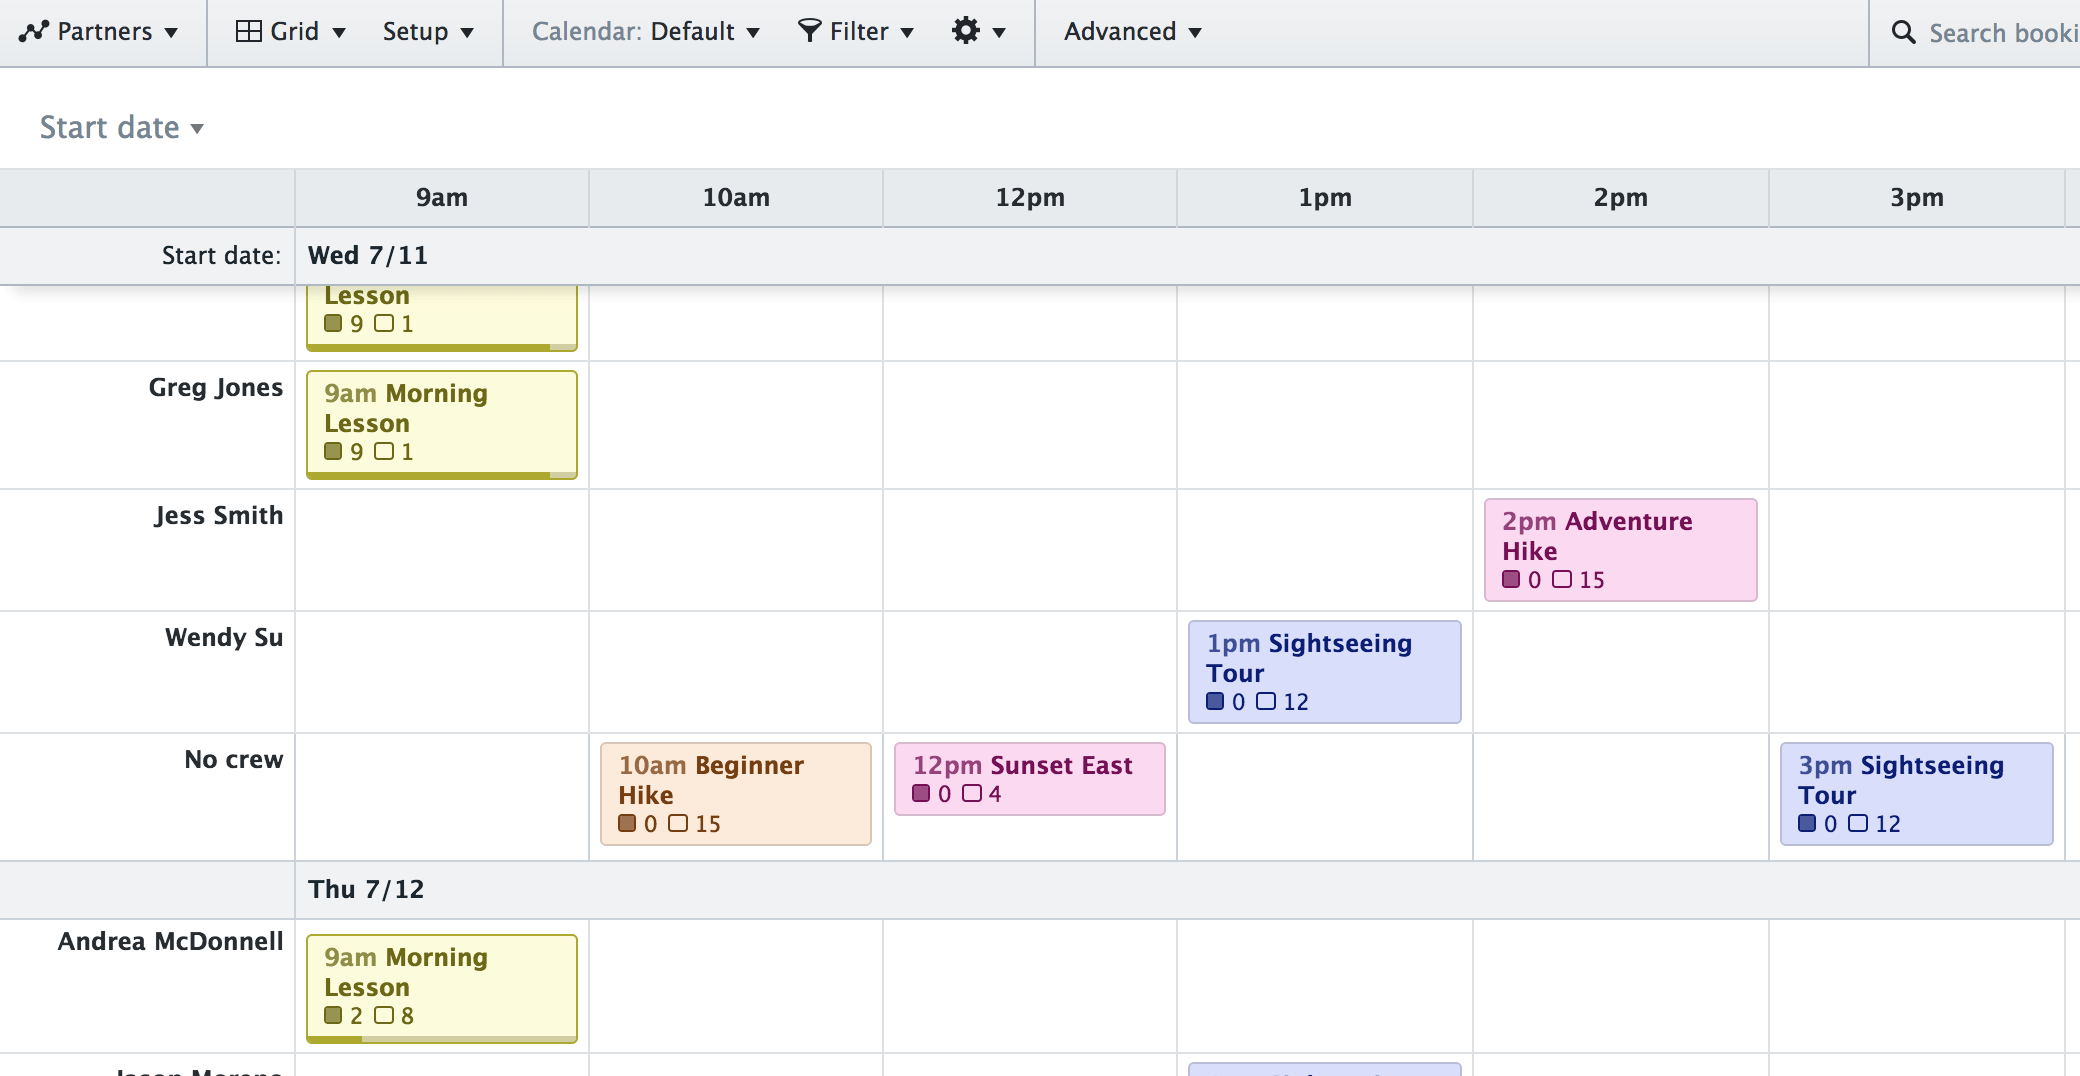 Partners Grid Setup Calendar: Default Filter Advanced Search booki
Start date
9am 10am 12pm 1pm 2pm 3pm
Start date: Wed 7/11
Lesson
9 1
Greg Jones
9am Morning
Lesson
9 1
Jess Smith
2pm Adventure
Hike
0 15
Wendy Su
1pm Sightseeing
Tour
0 12
No crew
10am Beginner
Hike
0 15
12pm Sunset East
0 4
3pm Sightseeing
Tour
0 12
Thu 7/12
Andrea McDonnell
9am Morning
Lesson
2 8